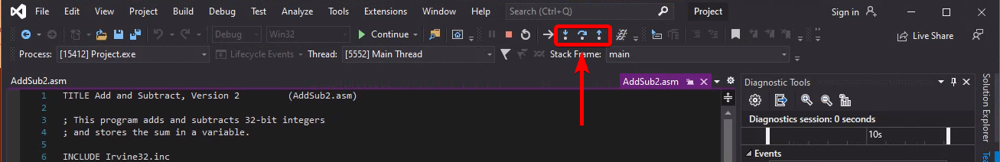 File Edit View Project Build Debug Test Analyze Tools Extensions Window Help Search (Ctrl+Q) Project Sign in
Debug Win32 Continue Live Share
Process: [15412] Project.exe Lifecycle Events Thread: [5552] Main Thread Stack Frame: main
AddSub2.asm AddSub2.asm
1 TITLE Add and Subtract, Version 2 (AddSub2.asm)
2
3 ; This program adds and subtracts 32-bit integers
4 ; and stores the sum in a variable.
5
6 INCLUDE Irvine32.inc
Diagnostic Tools
Diagnostics session: 0 seconds
10s
Events
Solution Explorer